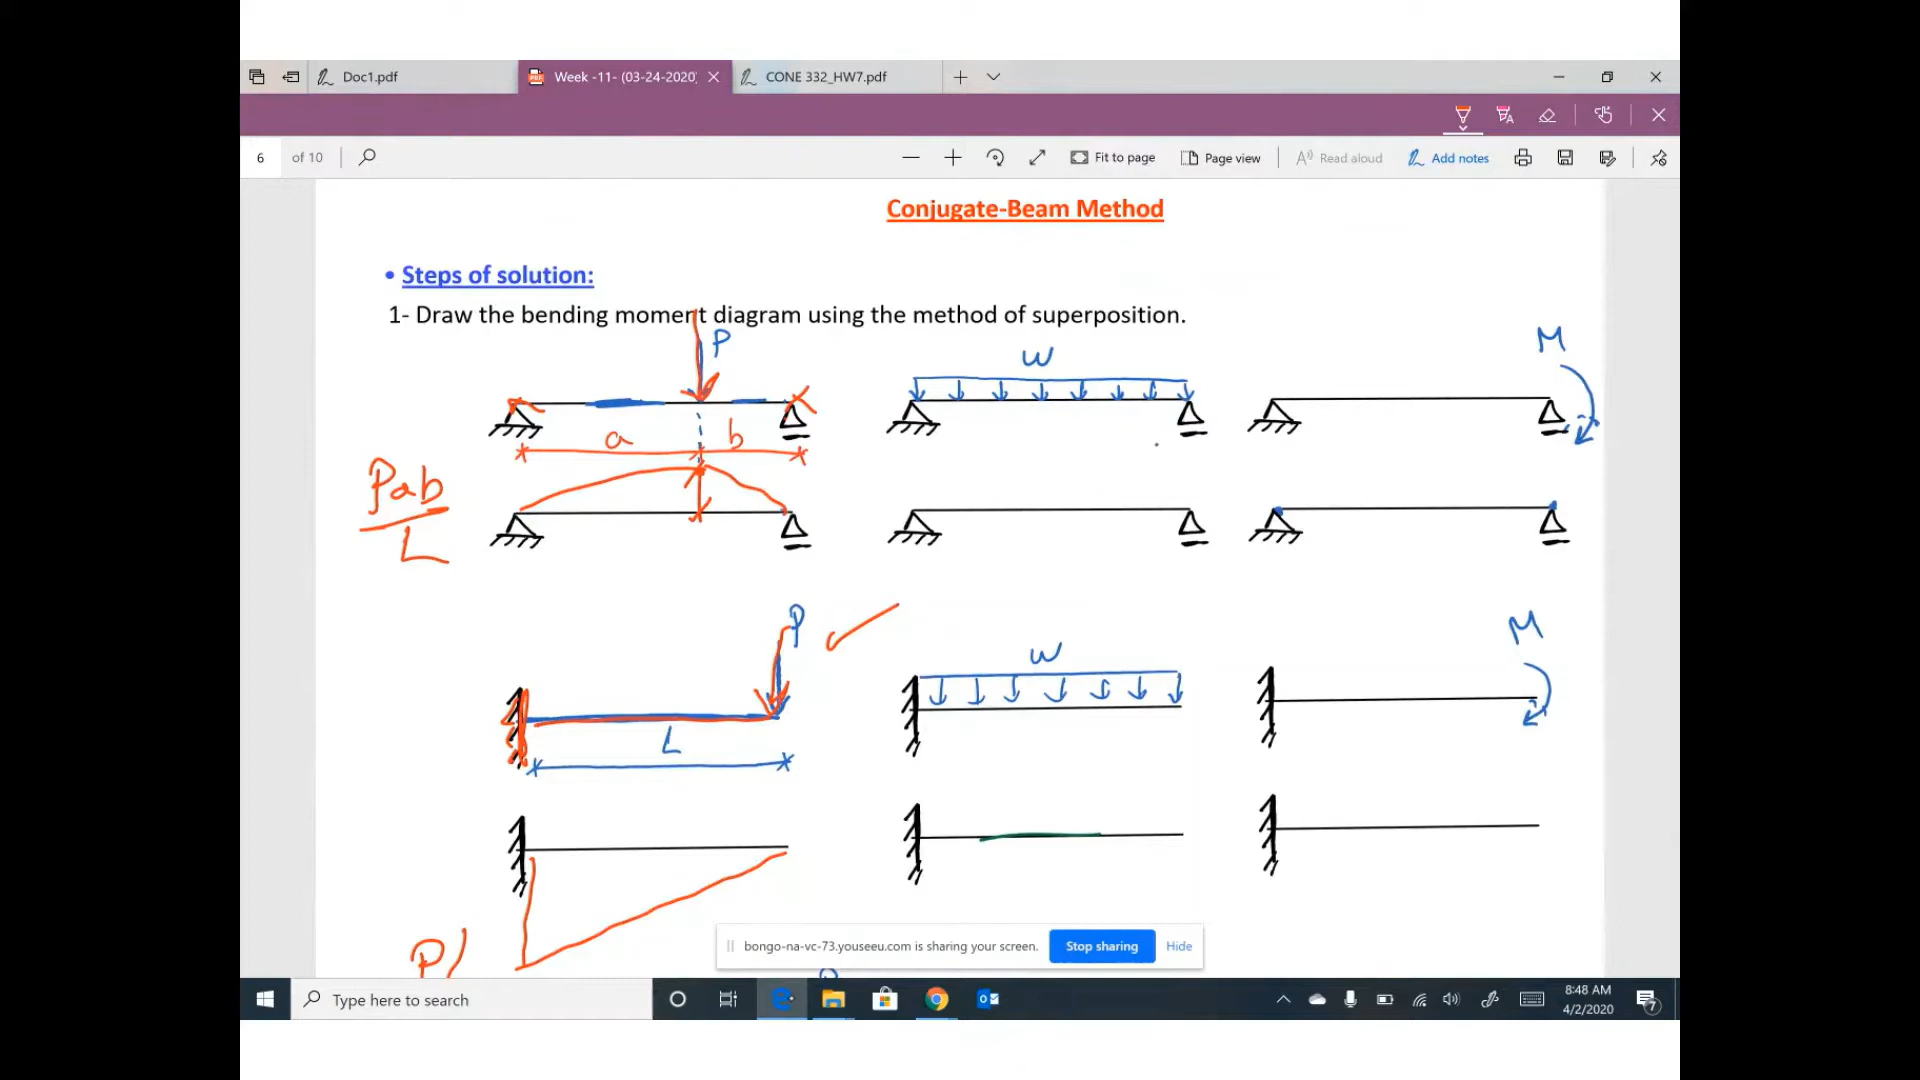 Doc1.pdf
Week -11- (03-24-2020)
CONE 332_HW7.pdf
6 of 10
Fit to page
Page view
Read aloud
Add notes
Conjugate-Beam Method
• Steps of solution:
1- Draw the bending moment diagram using the method of superposition.
P
W
M
a
b
Pab
L
P
W
M
L
P
bongo-na-vc-73.youseeu.com is sharing your screen.
Stop sharing
Hide
Type here to search
8:48 AM
4/2/2020
7